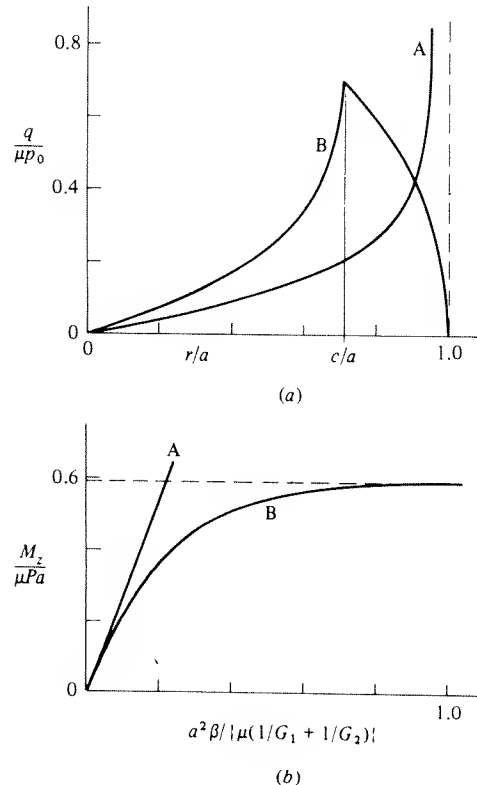 0.8
A
q
μp₀
B
0.4
0
0
r/a
c/a
1.0
(a)
A
0.6
B
M_z
μPa
0
1.0
a²β/{μ(1/G₁ + 1/G₂)}
(b)